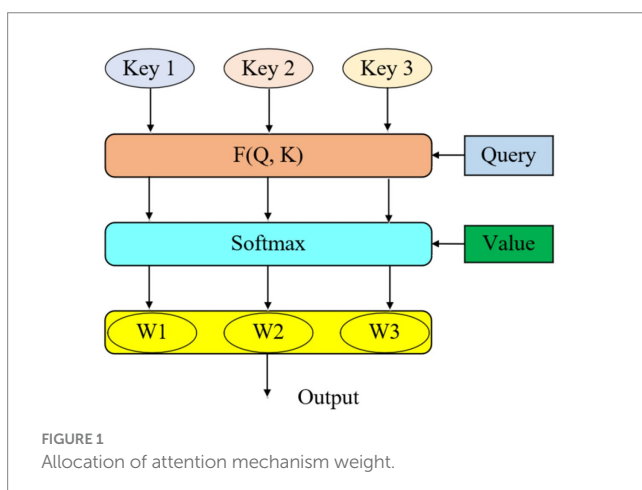 Key 1 Key 2 Key 3
F(Q, K) Query
Softmax Value
W1 W2 W3
Output
FIGURE 1
Allocation of attention mechanism weight.